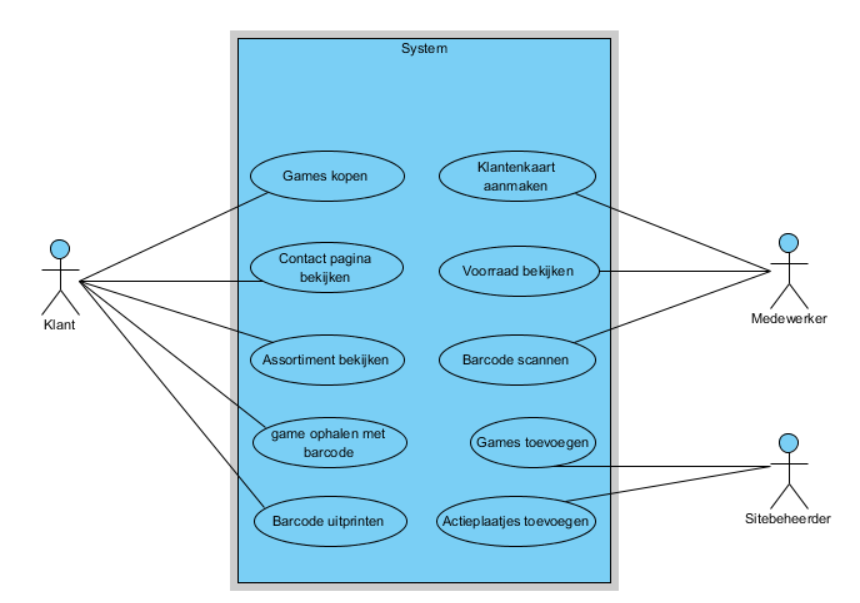 System
Games kopen
Klantenkaart
aanmaken
Contact pagina
bekijken
Voorraad bekijken
Klant
Medewerker
Assortiment bekijken
Barcode scannen
game ophalen met
barcode
Games toevoegen
Barcode uitprinten
Actieplaatjes toevoegen
Sitebeheerder